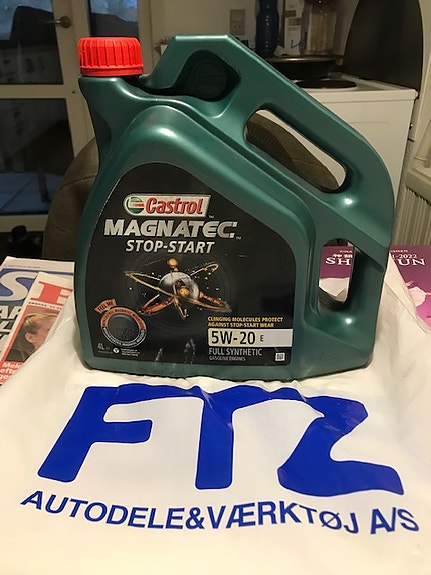 Castrol
MAGNATEC
STOP-START
CLINGING MOLECULES PROTECT
AGAINST STOP-START WEAR
5W-20 E
FULL SYNTHETIC
GASOLINE ENGINES
4L
FTZ
AUTODELE&VÆRKTØJ A/S